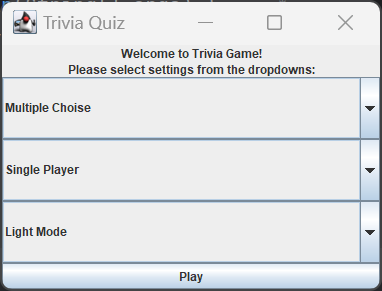 Trivia Quiz
Welcome to Trivia Game!
Please select settings from the dropdowns:
Multiple Choise
Single Player
Light Mode
Play